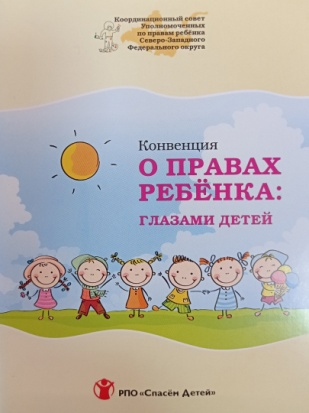 Координационный совет
Уполномоченных
по правам ребёнка
Северо-Западного
Федерального округа
Конвенция
О ПРАВАХ
РЕБЁНКА:
ГЛАЗАМИ ДЕТЕЙ
РПО «Спасём Детей»